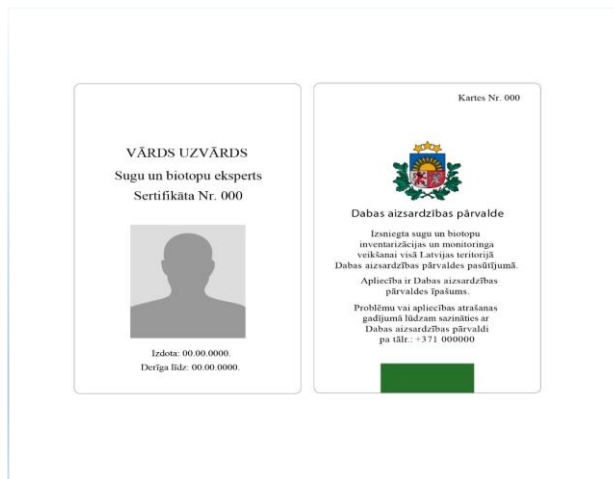 VĀRDS UZVĀRDS
Sugu un biotopu eksperts
Sertifikāta Nr. 000
Izdota: 00.00.0000.
Derīga līdz: 00.00.0000.
Kartes Nr. 000
Dabas aizsardzības pārvalde
Izsniegta sugu un biotopu
inventarizācijas un monitoringa
veikšanai visā Latvijas teritorijā
Dabas aizsardzības pārvaldes pasūtījumā.
Apliecība ir Dabas aizsardzības
pārvaldes īpašums.
Problēmu vai apliecības atrašanas
gadījumā lūdzam sazināties ar
Dabas aizsardzības pārvaldi
pa tālr.: +371 000000